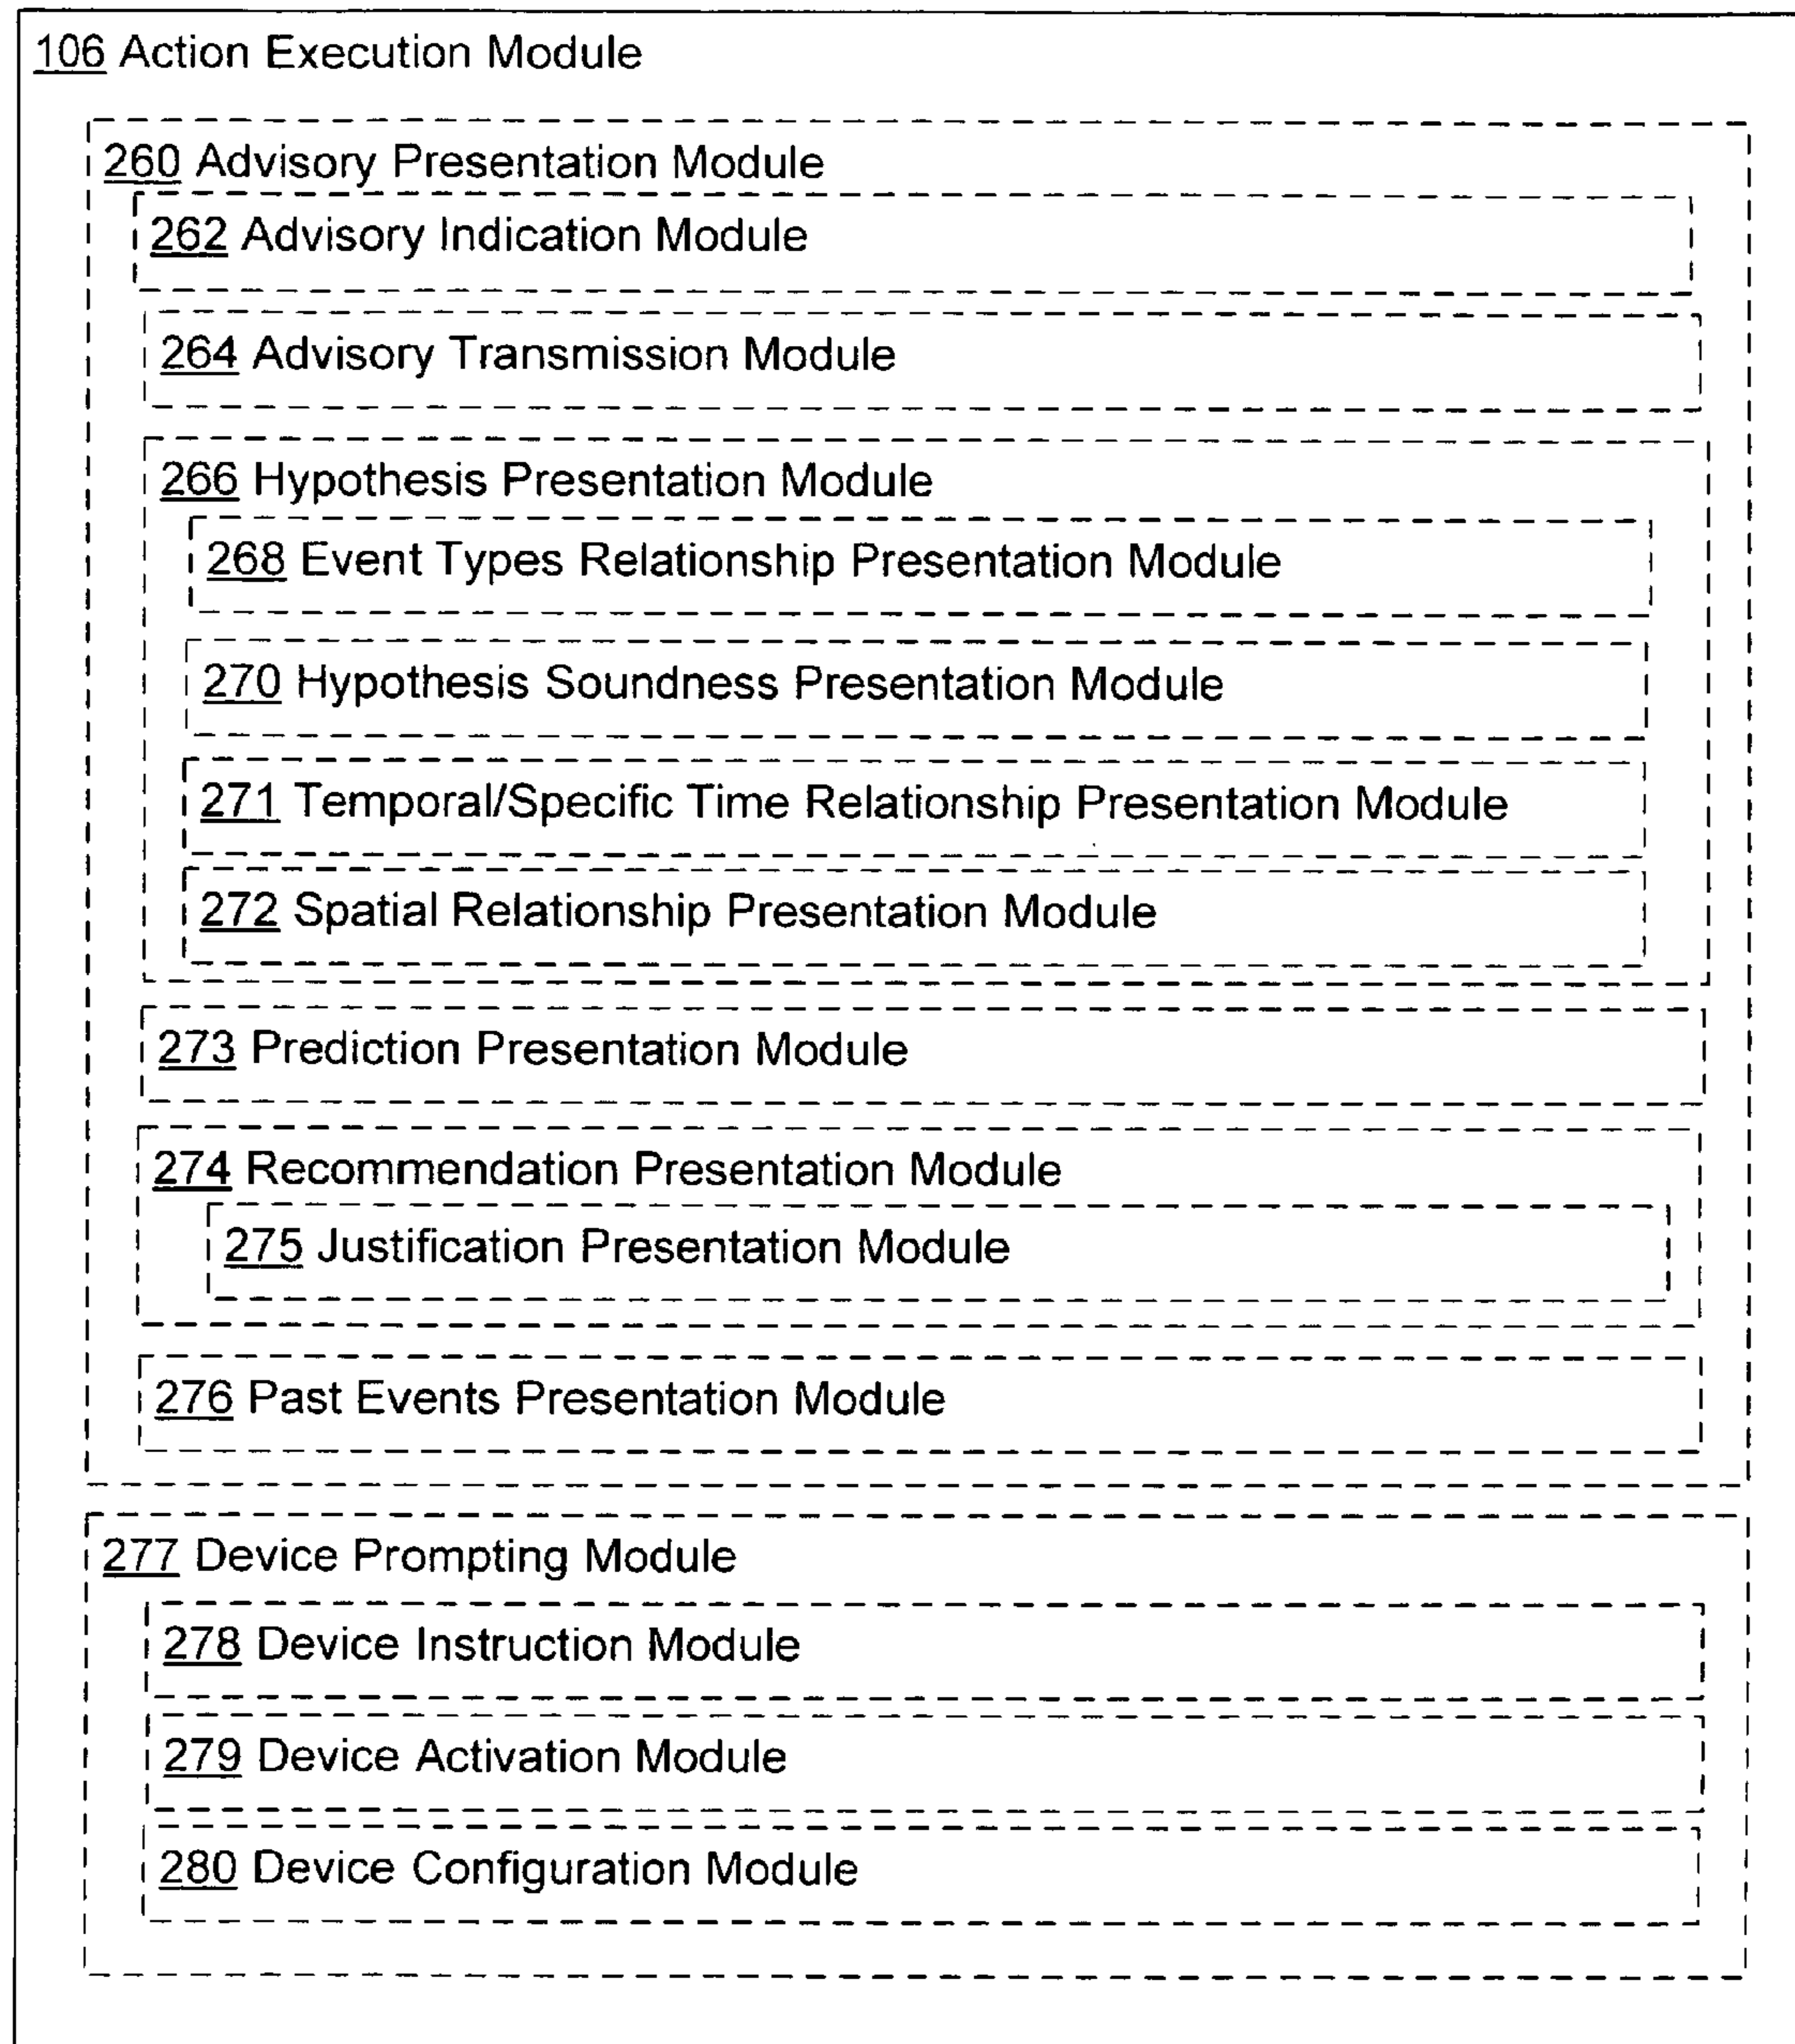 106 Action Execution Module
260 Advisory Presentation Module
262 Advisory Indication Module
264 Advisory Transmission Module
266 Hypothesis Presentation Module
268 Event Types Relationship Presentation Module
270 Hypothesis Soundness Presentation Module
271 Temporal/Specific Time Relationship Presentation Module
272 Spatial Relationship Presentation Module
273 Prediction Presentation Module
274 Recommendation Presentation Module
275 Justification Presentation Module
276 Past Events Presentation Module
277 Device Prompting Module
278 Device Instruction Module
279 Device Activation Module
280 Device Configuration Module